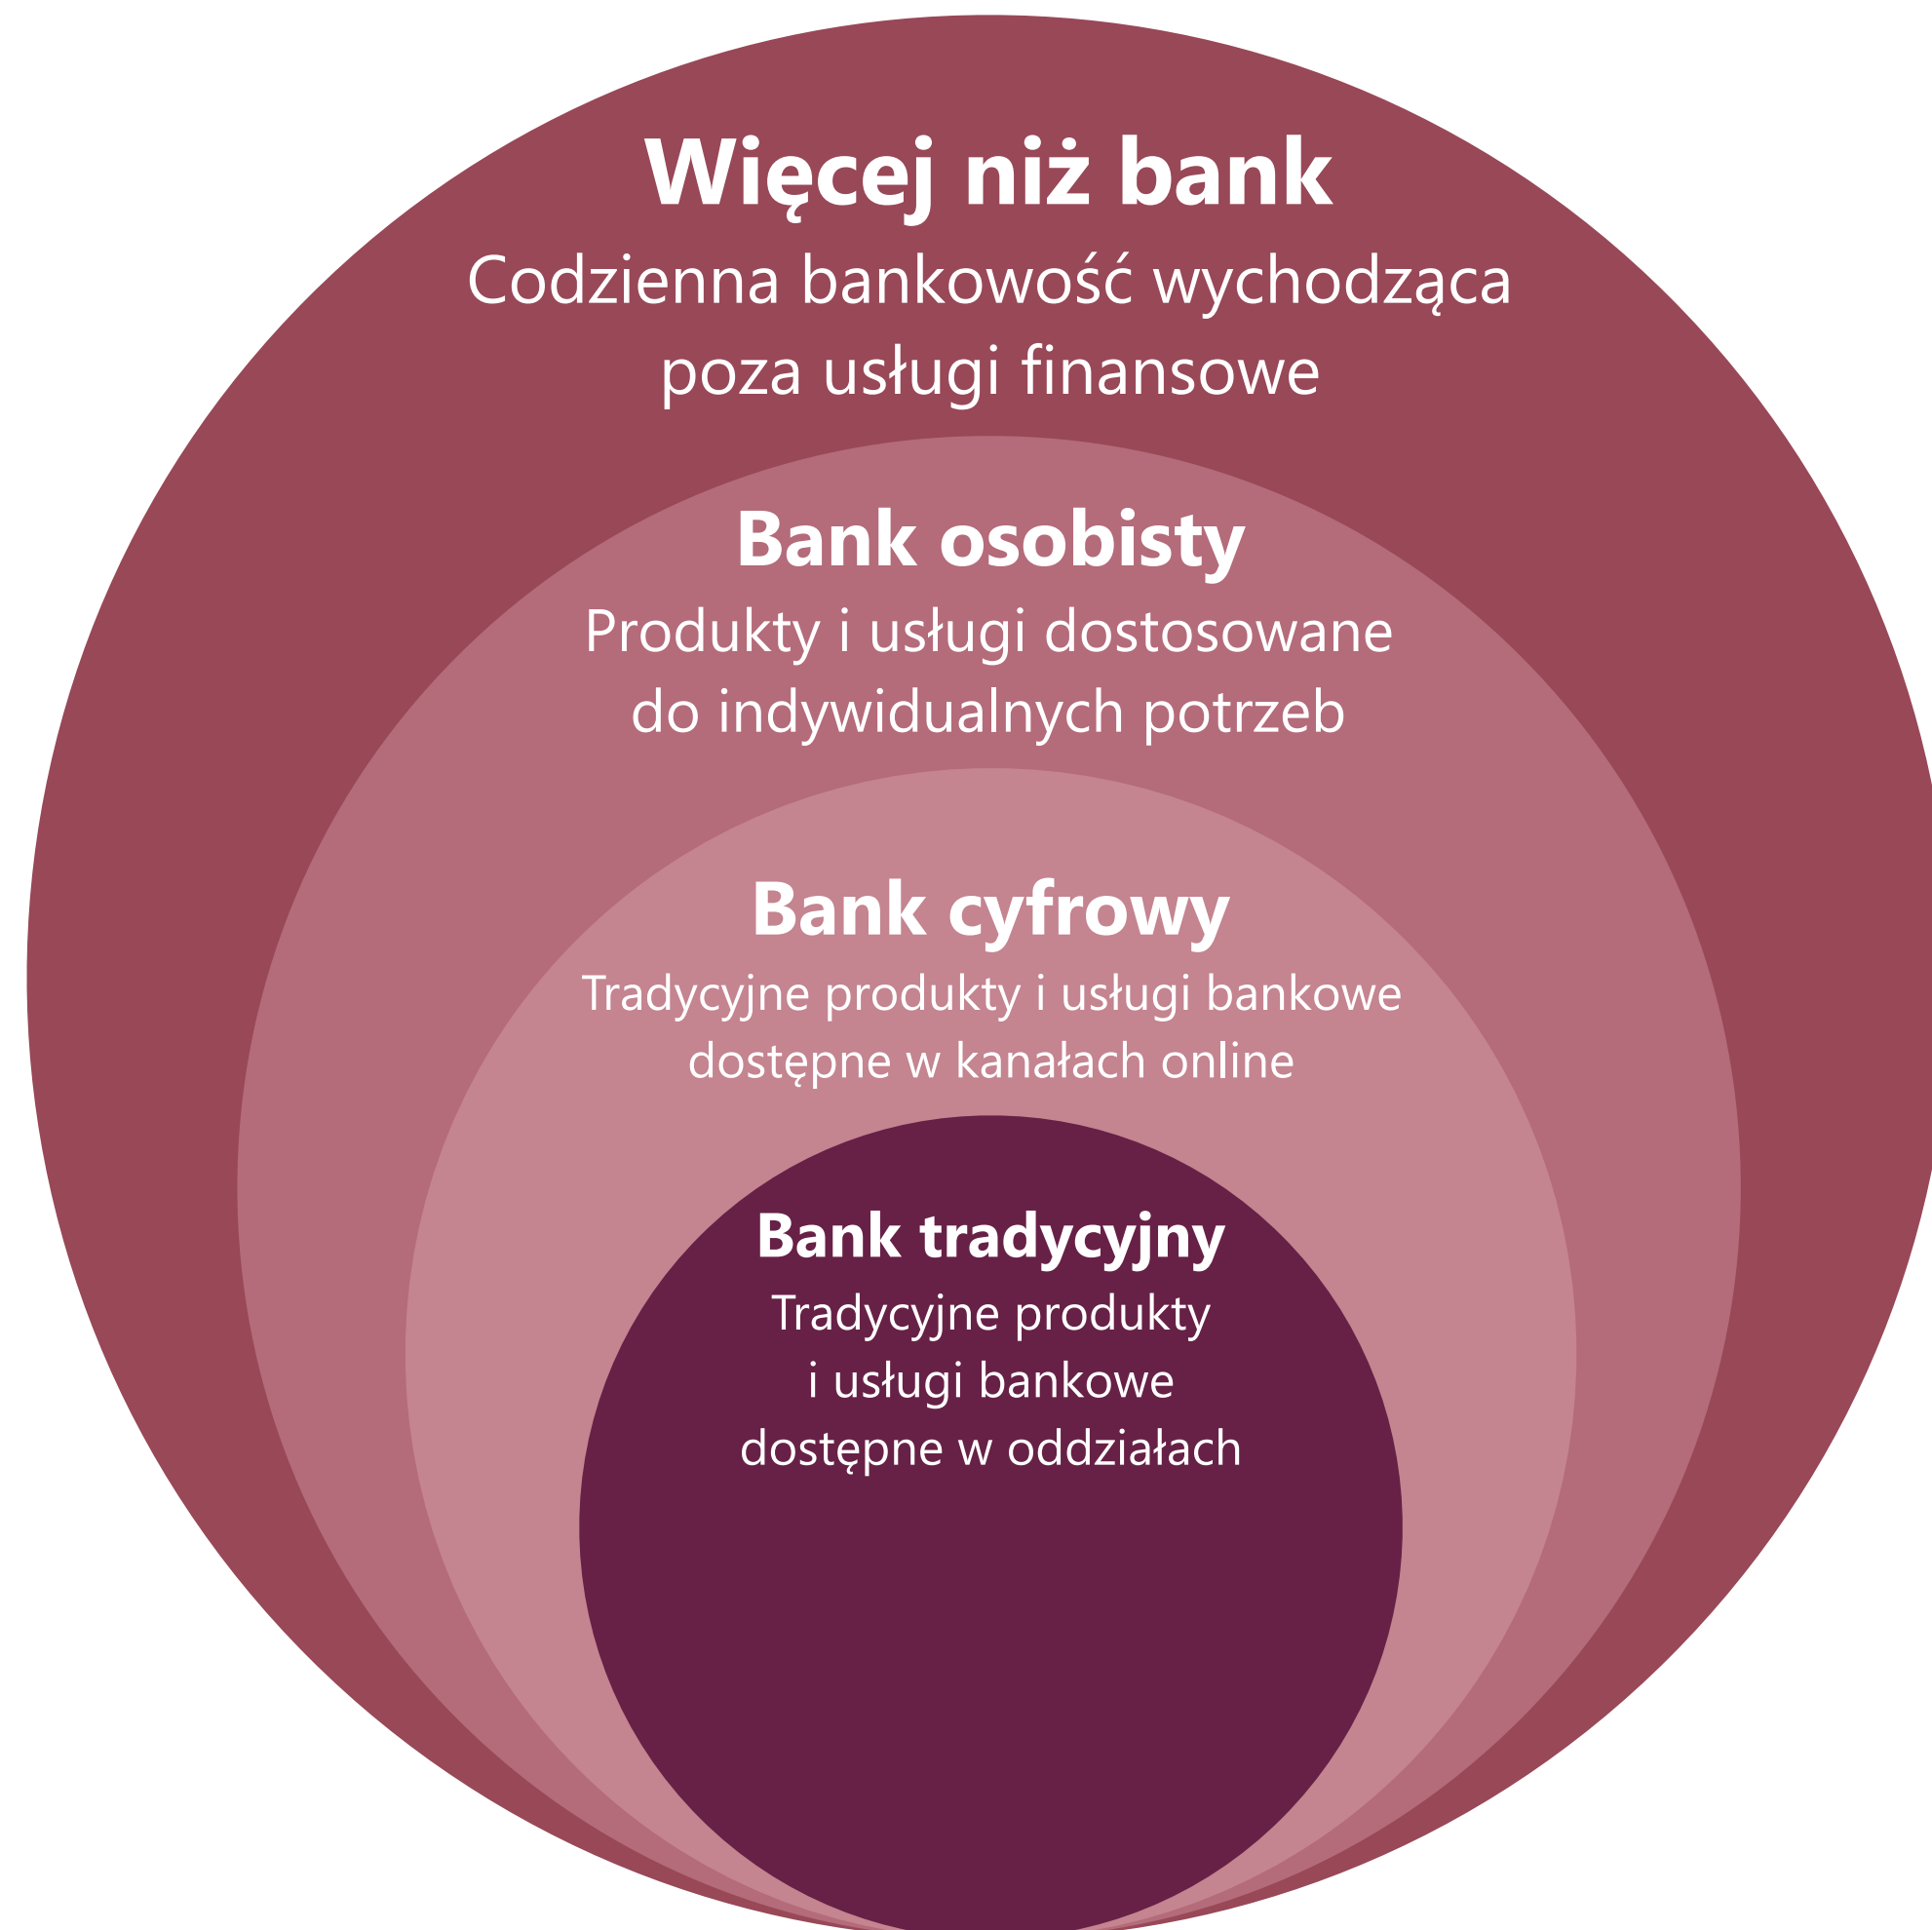 Więcej niż bank
Codzienna bankowość wychodząca
poza usługi finansowe
Bank osobisty
Produkty i usługi dostosowane
do indywidualnych potrzeb
Bank cyfrowy
Tradycyjne produkty i usługi bankowe
dostępne w kanałach online
Bank tradycyjny
Tradycyjne produkty
i usługi bankowe
dostępne w oddziałach